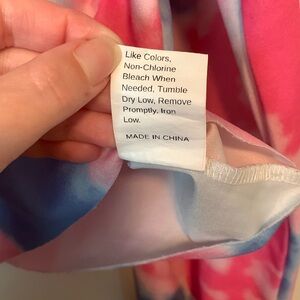 Like Colors,
Non-Chlorine
Bleach When
Needed, Tumble
Dry Low, Remove
Promptly. Iron
Low.
MADE IN CHINA